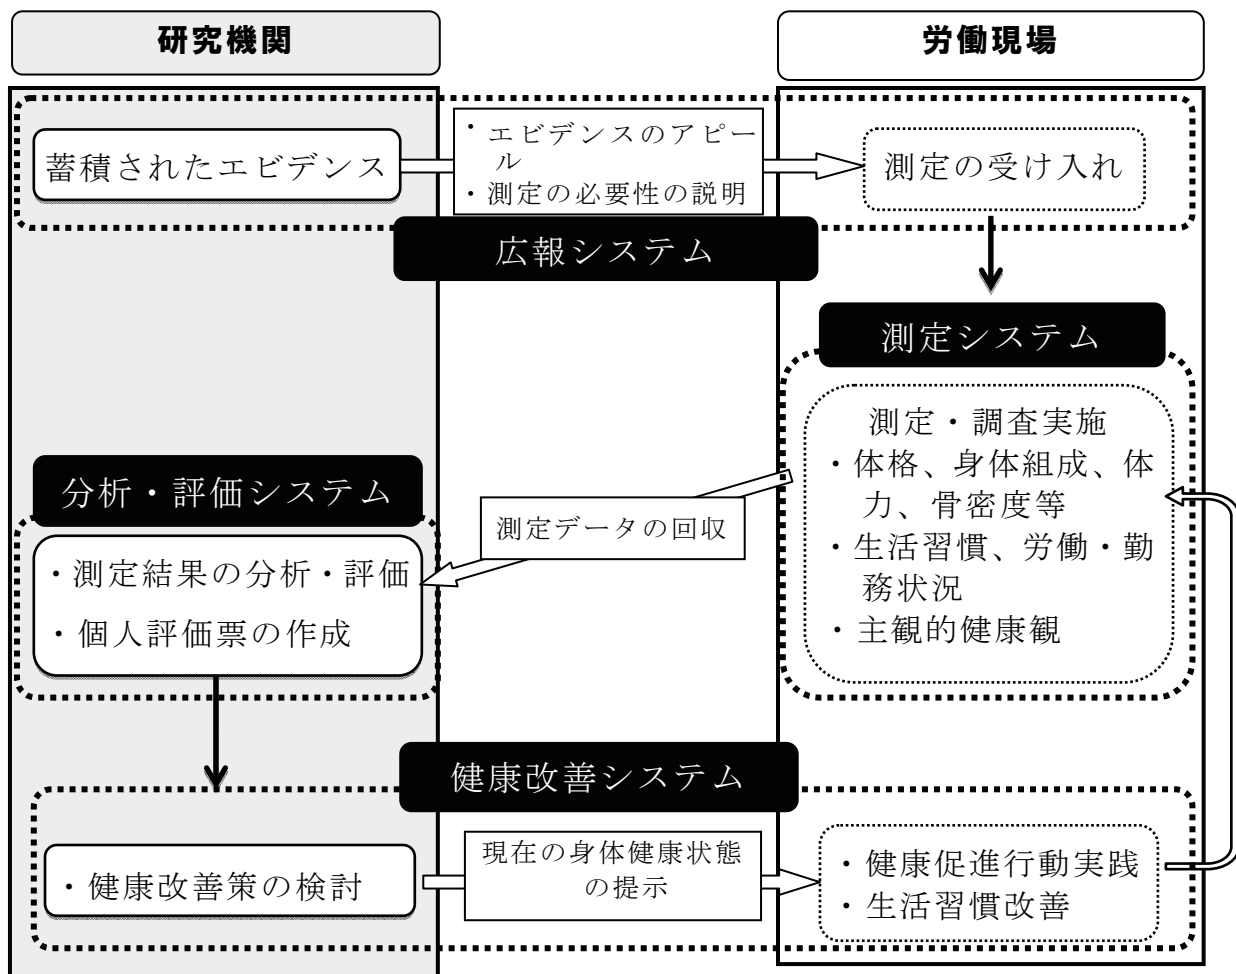 研究機関
労働現場
蓄積されたエビデンス
・エビデンスのアピー
ル
・測定の必要性の説明
測定の受け入れ
広報システム
測定システム
測定・調査実施
・体格、身体組成、体
力、骨密度等
・生活習慣、労働・勤
務状況
・主観的健康観
測定データの回収
分析・評価システム
・測定結果の分析・評価
・個人評価票の作成
健康改善システム
・健康改善策の検討
現在の身体健康状態
の提示
・健康促進行動実践
・生活習慣改善